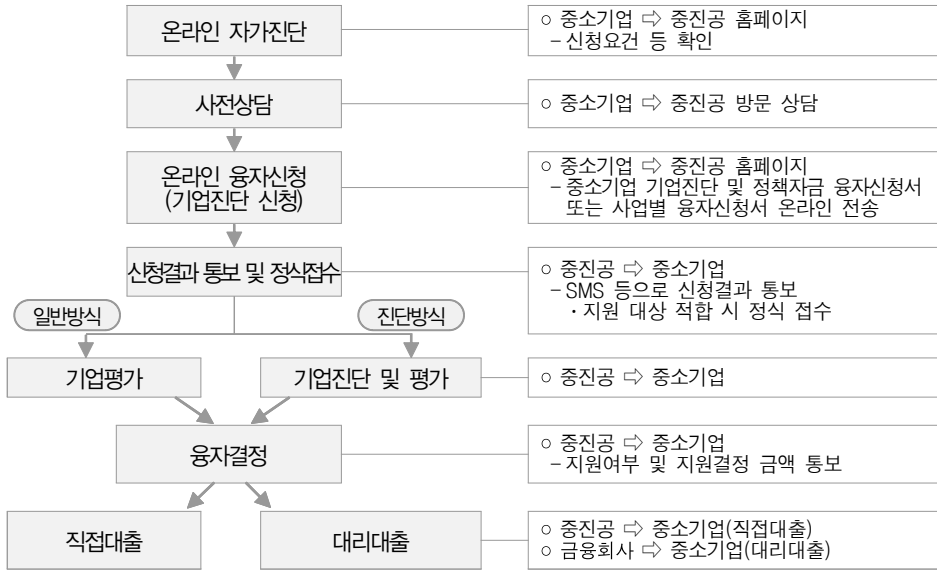 온라인 자가진단
○ 중소기업 ⇨ 중진공 홈페이지
– 신청요건 등 확인
사전상담
○ 중소기업 ⇨ 중진공 방문 상담
온라인 융자신청
(기업진단 신청)
○ 중소기업 ⇨ 중진공 홈페이지
– 중소기업 기업진단 및 정책자금 융자신청서
또는 사업별 융자신청서 온라인 전송
신청결과 통보 및 정식접수
○ 중진공 ⇨ 중소기업
– SMS 등으로 신청결과 통보
· 지원 대상 적합 시 정식 접수
일반방식
진단방식
기업평가
기업진단 및 평가
○ 중진공 ⇨ 중소기업
융자결정
○ 중진공 ⇨ 중소기업
– 지원여부 및 지원결정 금액 통보
직접대출
대리대출
○ 중진공 ⇨ 중소기업(직접대출)
○ 금융회사 ⇨ 중소기업(대리대출)